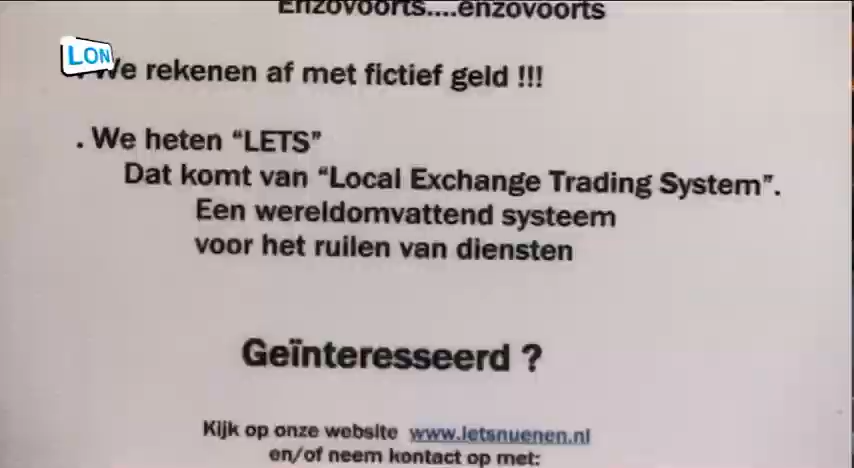 Enzovoorts....enzovoorts
LON
. We rekenen af met fictief geld !!!
. We heten “LETS”
Dat komt van “Local Exchange Trading System”.
Een wereldomvattend systeem
voor het ruilen van diensten
Geïnteresseerd ?
Kijk op onze website www.letsnuenen.nl
en/of neem kontact op met: